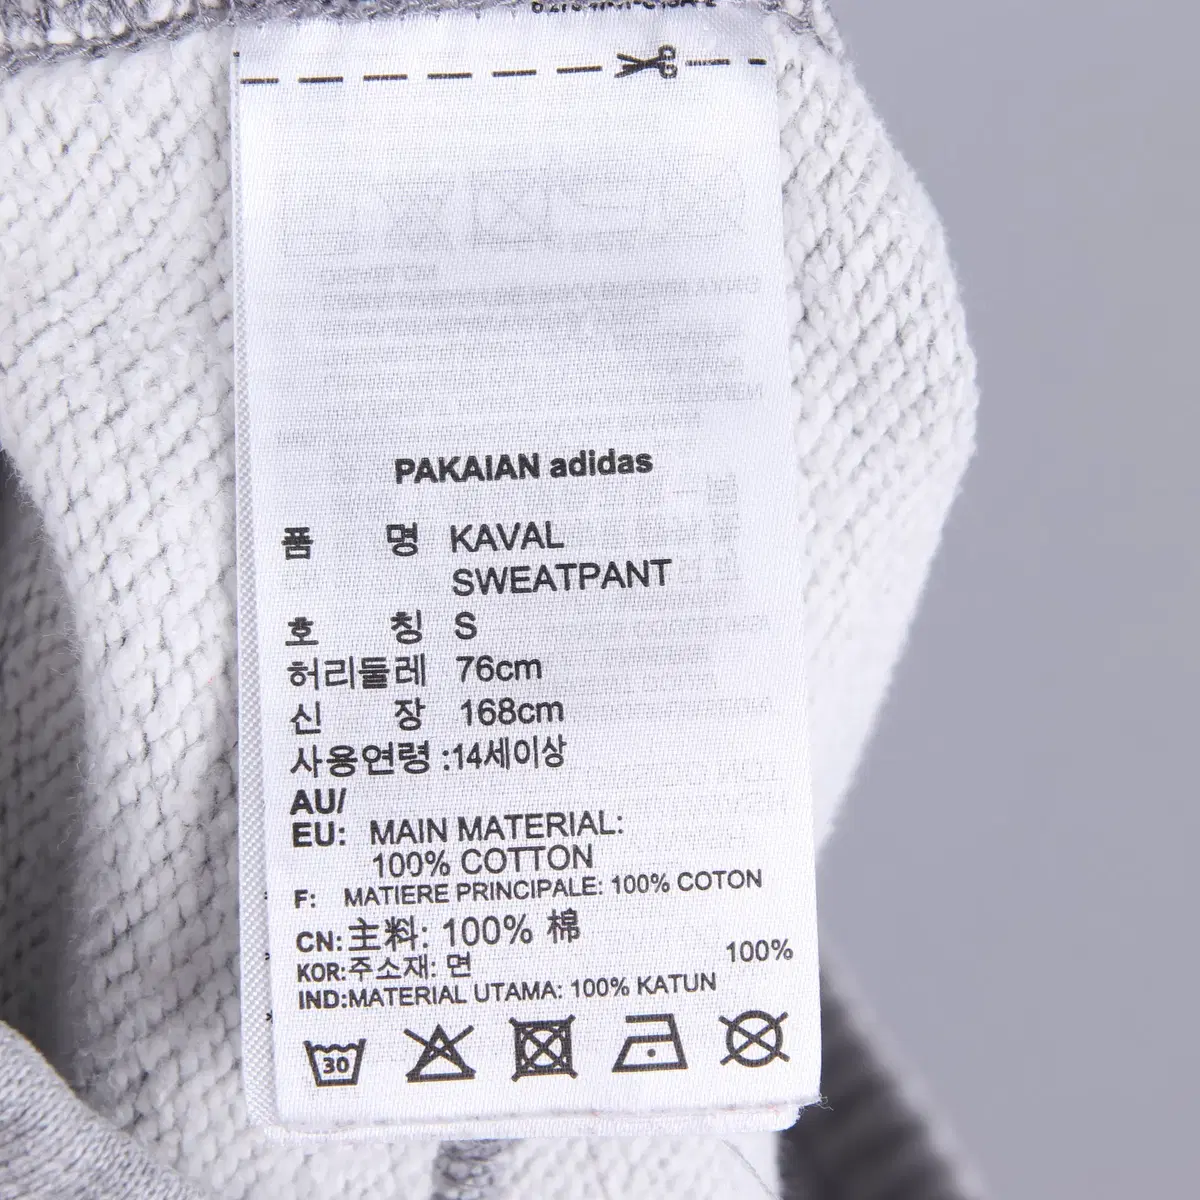 PAKAIAN adidas
품 명 KAVAL
SWEATPANT
호 칭 S
허리둘레 76cm
신 장 168cm
사용연령 :14세이상
AU/
EU: MAIN MATERIAL:
100% COTTON
F: MATIERE PRINCIPALE: 100% COTON
CN:主料: 100% 棉
KOR:주소재: 면 100%
IND:MATERIAL UTAMA: 100% KATUN
30